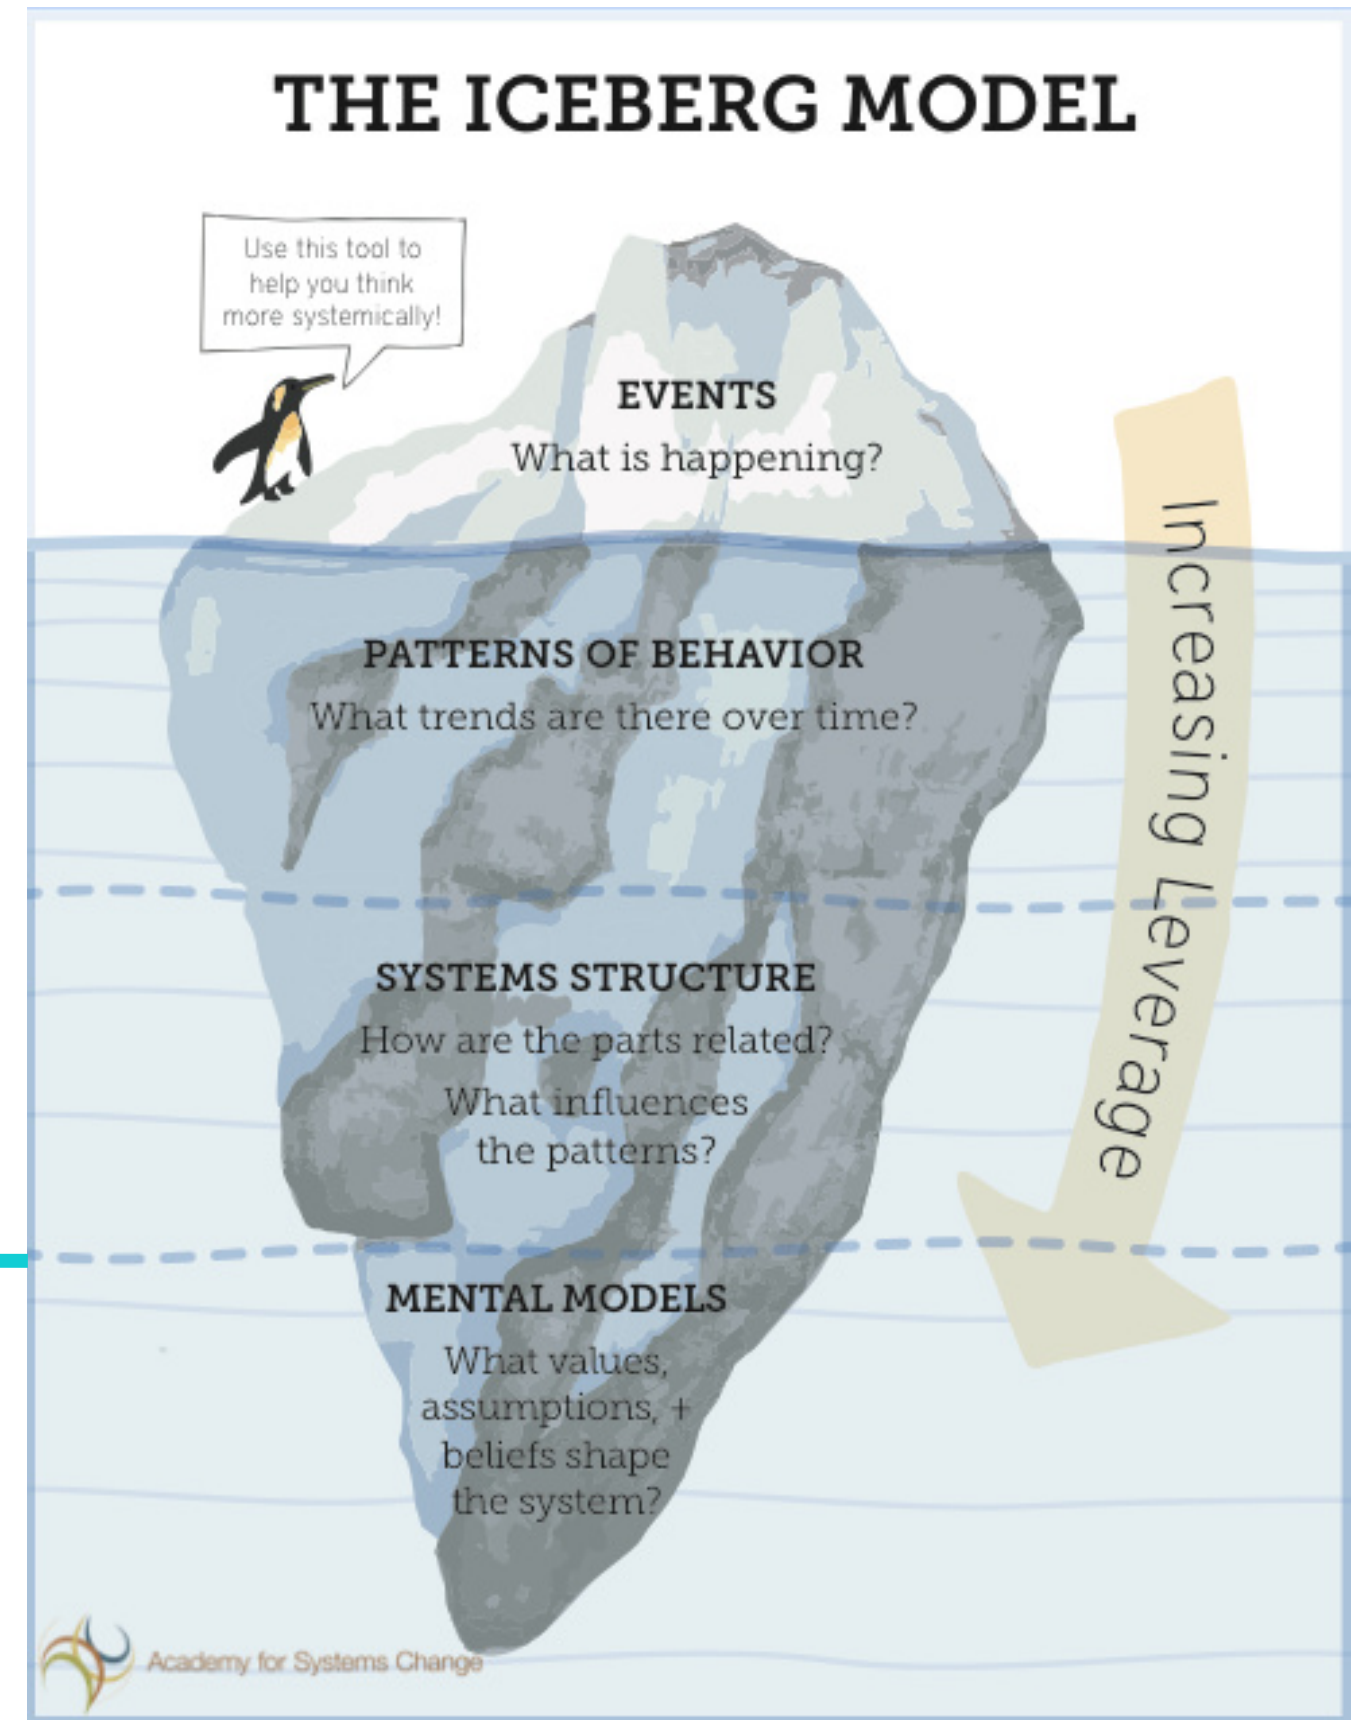 THE ICEBERG MODEL
Use this tool to
help you think
more systemically!
EVENTS
What is happening?
PATTERNS OF BEHAVIOR
What trends are there over time?
SYSTEMS STRUCTURE
How are the parts related?
What influences
the patterns?
MENTAL MODELS
What values,
assumptions, +
beliefs shape
the system?
Increasing Leverage
Academy for Systems Change